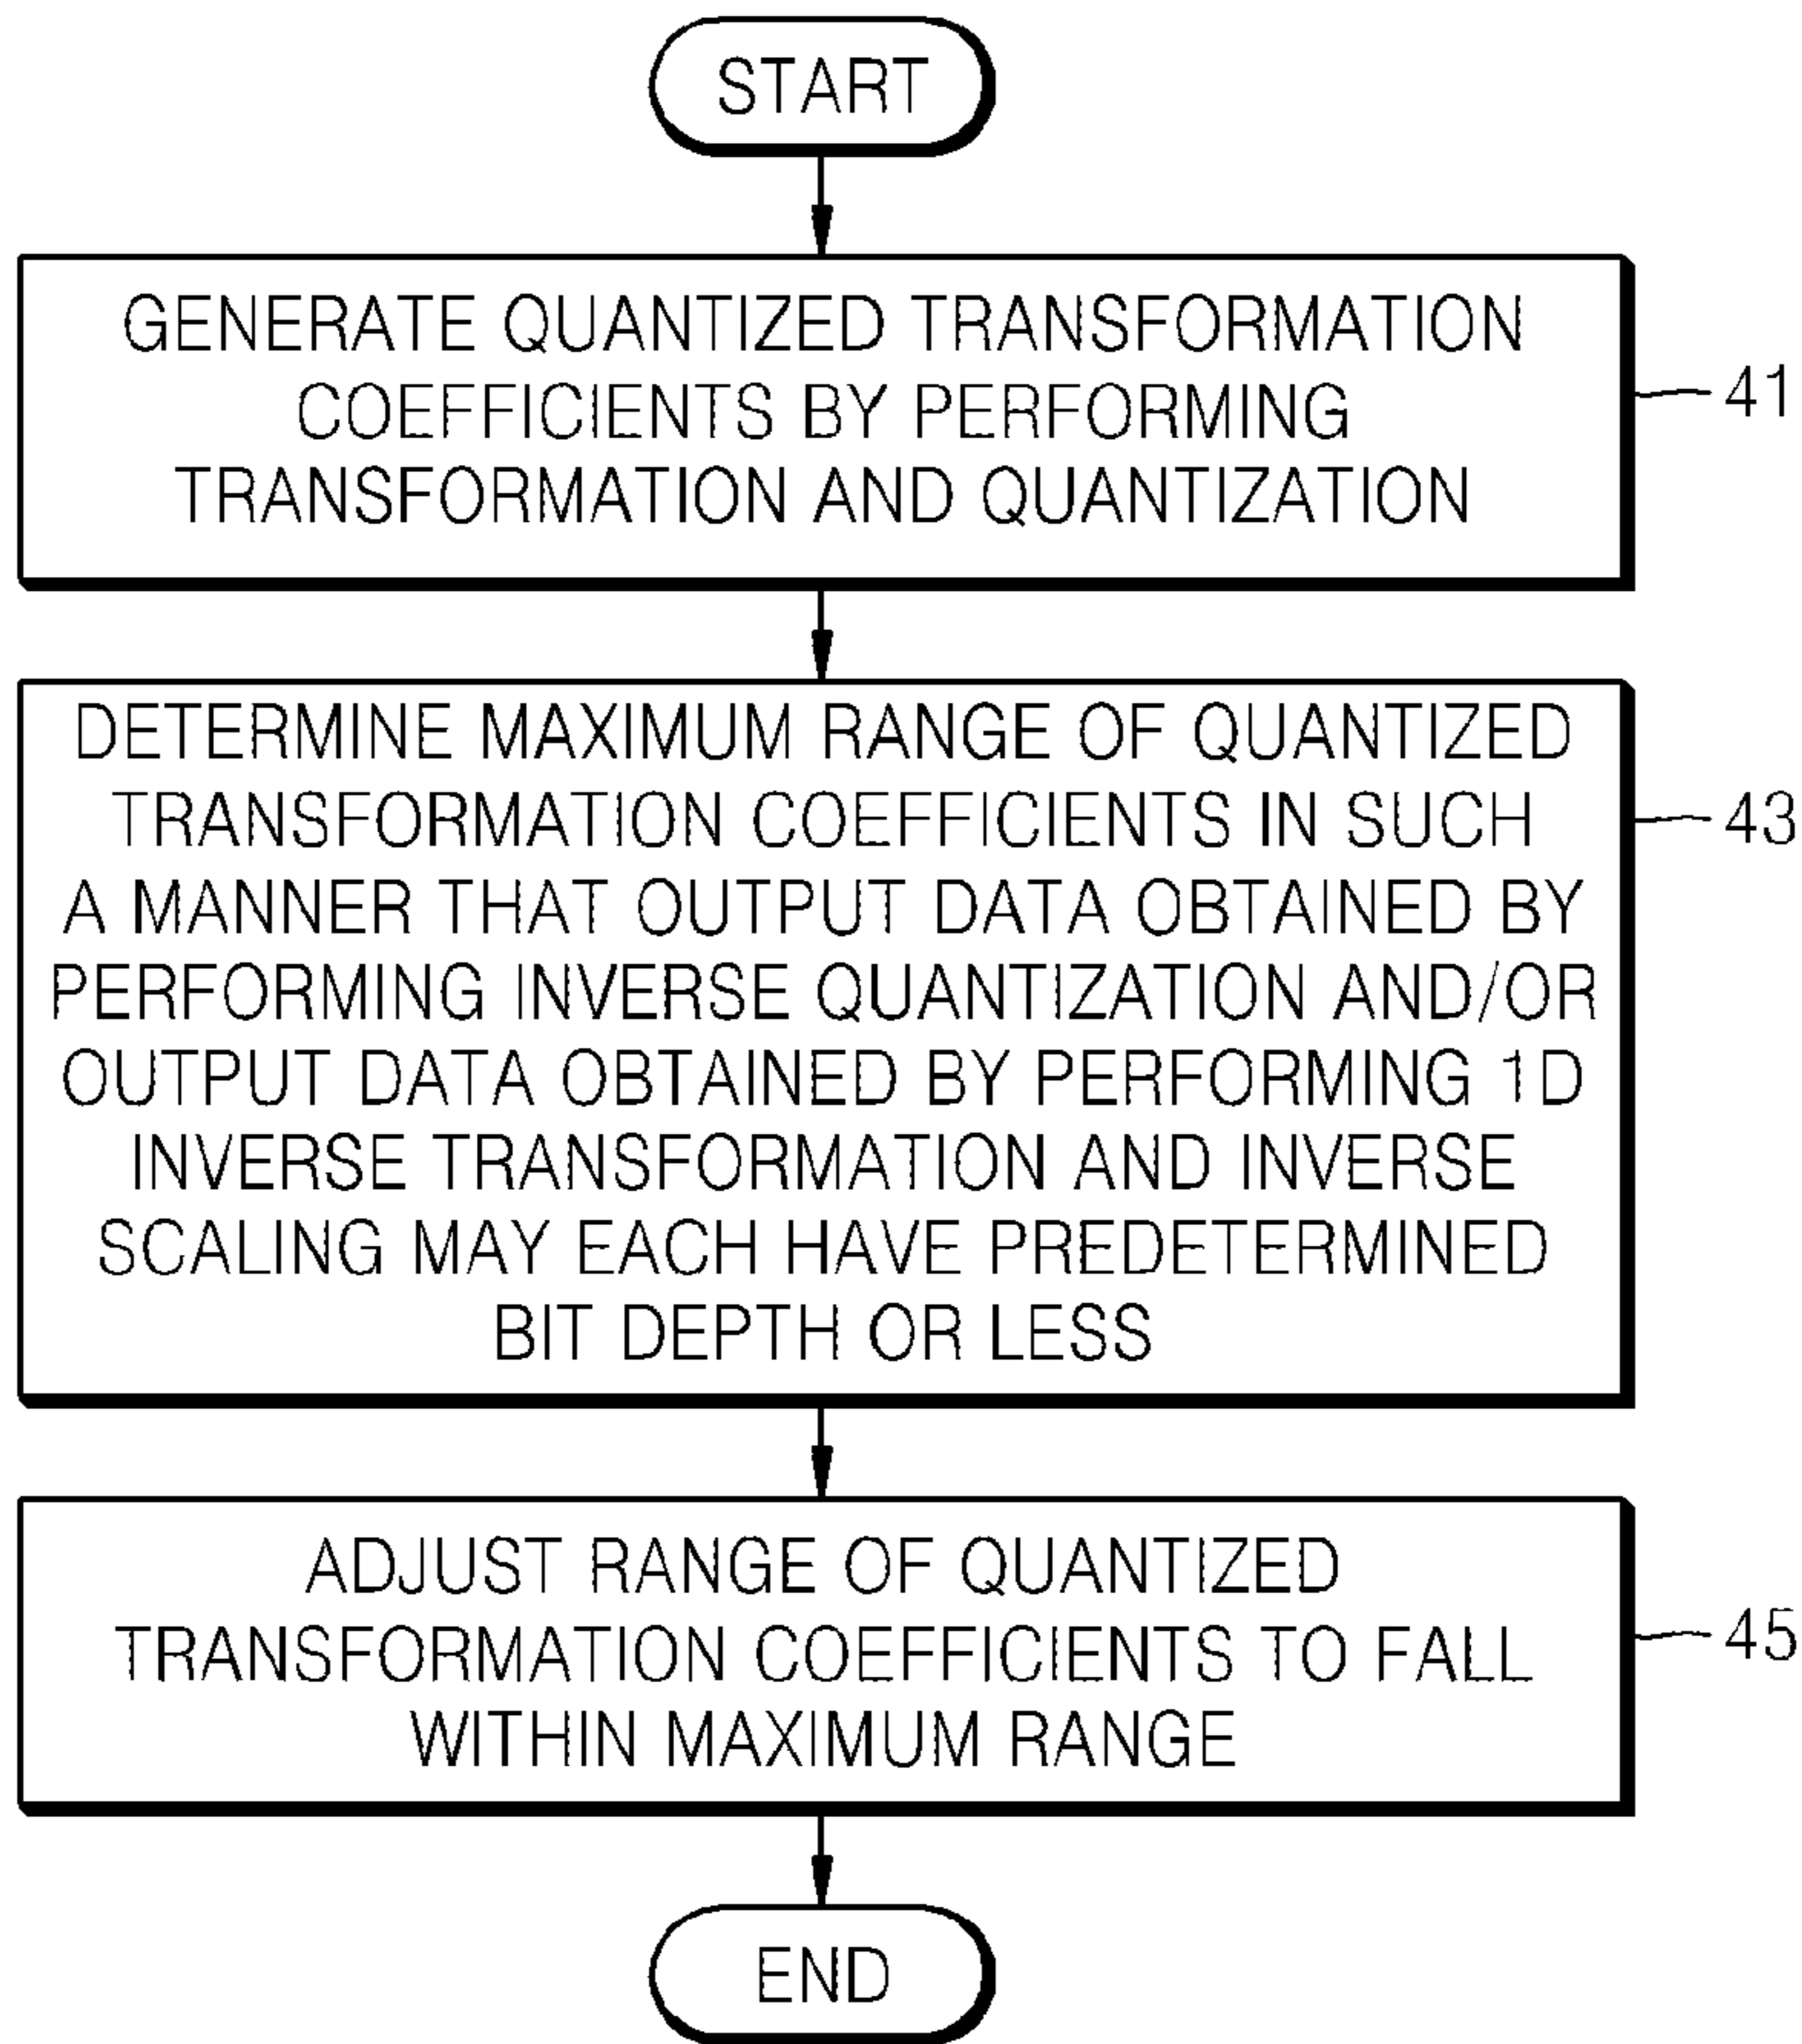 START
GENERATE QUANTIZED TRANSFORMATION
COEFFICIENTS BY PERFORMING
TRANSFORMATION AND QUANTIZATION
41
DETERMINE MAXIMUM RANGE OF QUANTIZED
TRANSFORMATION COEFFICIENTS IN SUCH
A MANNER THAT OUTPUT DATA OBTAINED BY
PERFORMING INVERSE QUANTIZATION AND/OR
OUTPUT DATA OBTAINED BY PERFORMING 1D
INVERSE TRANSFORMATION AND INVERSE
SCALING MAY EACH HAVE PREDETERMINED
BIT DEPTH OR LESS
43
ADJUST RANGE OF QUANTIZED
TRANSFORMATION COEFFICIENTS TO FALL
WITHIN MAXIMUM RANGE
45
END